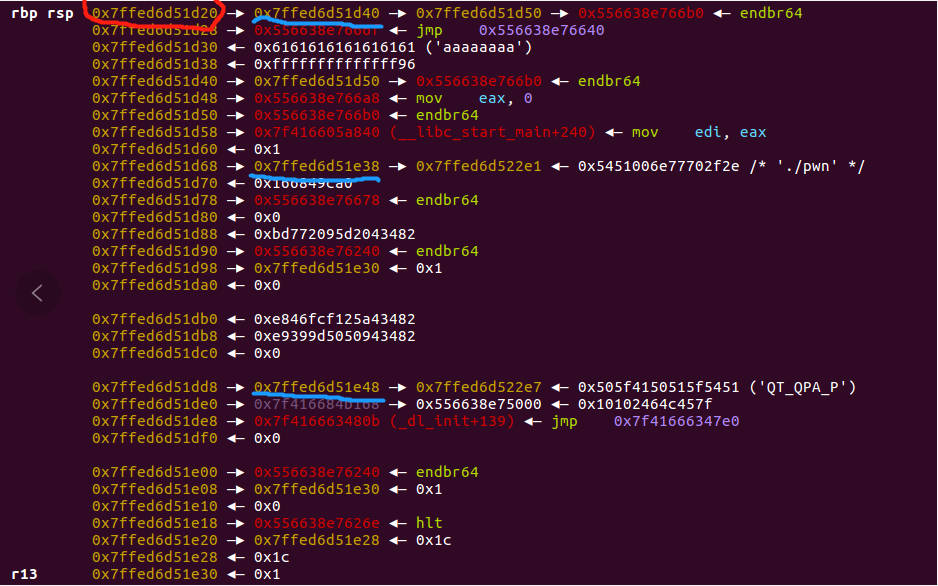 rbp rsp 0x7ffed6d51d20 —▸ 0x7ffed6d51d40 —▸ 0x7ffed6d51d50 —▸ 0x556638e766b0 ◂— endbr64
0x7ffed6d51d28 —▸ 0x556638e7666f ◂— jmp 0x556638e76640
0x7ffed6d51d30 ◂— 0x6161616161616161 ('aaaaaaaa')
0x7ffed6d51d38 ◂— 0xffffffffffffff96
0x7ffed6d51d40 —▸ 0x7ffed6d51d50 —▸ 0x556638e766b0 ◂— endbr64
0x7ffed6d51d48 —▸ 0x556638e766a8 ◂— mov eax, 0
0x7ffed6d51d50 —▸ 0x556638e766b0 ◂— endbr64
0x7ffed6d51d58 —▸ 0x7f416605a840 (__libc_start_main+240) ◂— mov edi, eax
0x7ffed6d51d60 ◂— 0x1
0x7ffed6d51d68 —▸ 0x7ffed6d51e38 —▸ 0x7ffed6d522e1 ◂— 0x5451006e77702f2e /* './pwn' */
0x7ffed6d51d70 ◂— 0x166849ca0
0x7ffed6d51d78 —▸ 0x556638e76678 ◂— endbr64
0x7ffed6d51d80 ◂— 0x0
0x7ffed6d51d88 ◂— 0xbd772095d2043482
0x7ffed6d51d90 —▸ 0x556638e76240 ◂— endbr64
0x7ffed6d51d98 —▸ 0x7ffed6d51e30 ◂— 0x1
0x7ffed6d51da0 ◂— 0x0
0x7ffed6d51db0 ◂— 0xe846fcf125a43482
0x7ffed6d51db8 ◂— 0xe9399d5050943482
0x7ffed6d51dc0 ◂— 0x0
0x7ffed6d51dd8 —▸ 0x7ffed6d51e48 —▸ 0x7ffed6d522e7 ◂— 0x505f4150515f5451 ('QT_QPA_P')
0x7ffed6d51de0 —▸ 0x7f416684b168 —▸ 0x556638e75000 ◂— 0x10102464c457f
0x7ffed6d51de8 —▸ 0x7f416663480b (_dl_init+139) ◂— jmp 0x7f41666347e0
0x7ffed6d51df0 ◂— 0x0
0x7ffed6d51e00 —▸ 0x556638e76240 ◂— endbr64
0x7ffed6d51e08 —▸ 0x7ffed6d51e30 ◂— 0x1
0x7ffed6d51e10 ◂— 0x0
0x7ffed6d51e18 —▸ 0x556638e7626e ◂— hlt
0x7ffed6d51e20 —▸ 0x7ffed6d51e28 ◂— 0x1c
0x7ffed6d51e28 ◂— 0x1c
r13 0x7ffed6d51e30 ◂— 0x1